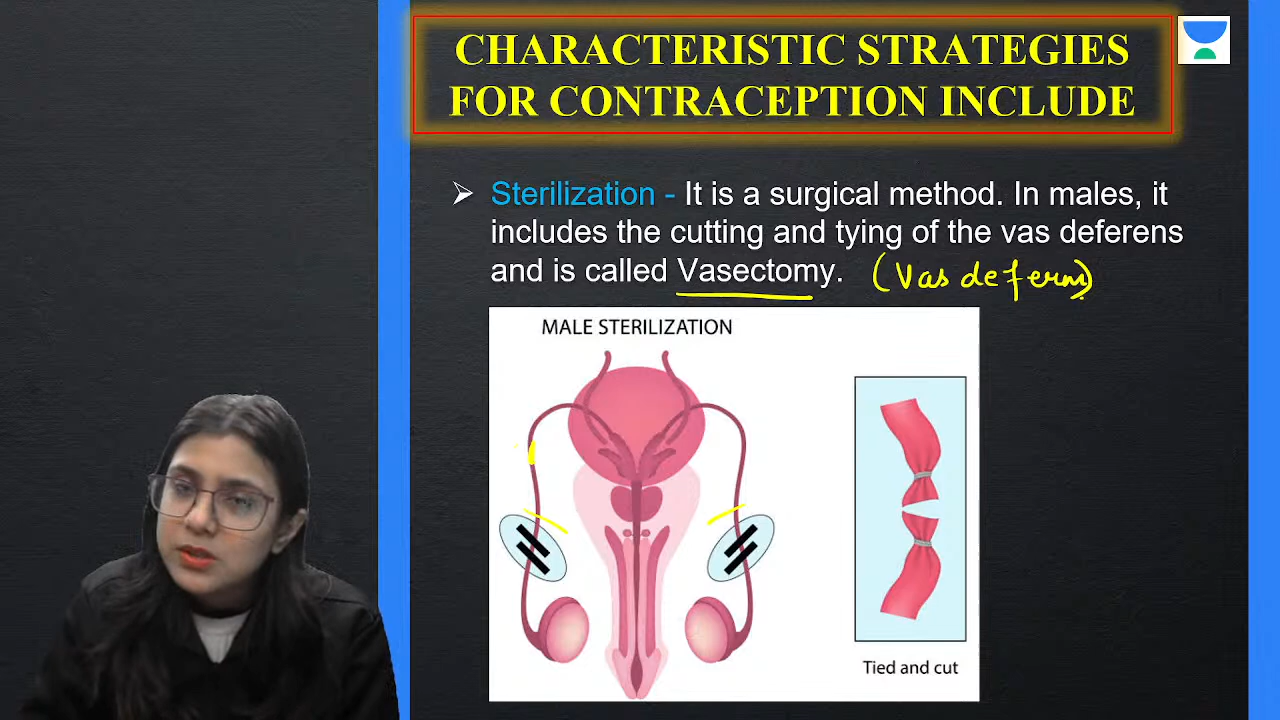 CHARACTERISTIC STRATEGIES
FOR CONTRACEPTION INCLUDE
➢ Sterilization - It is a surgical method. In males, it
includes the cutting and tying of the vas deferens
and is called Vasectomy. (Vas deferns)
MALE STERILIZATION
Tied and cut